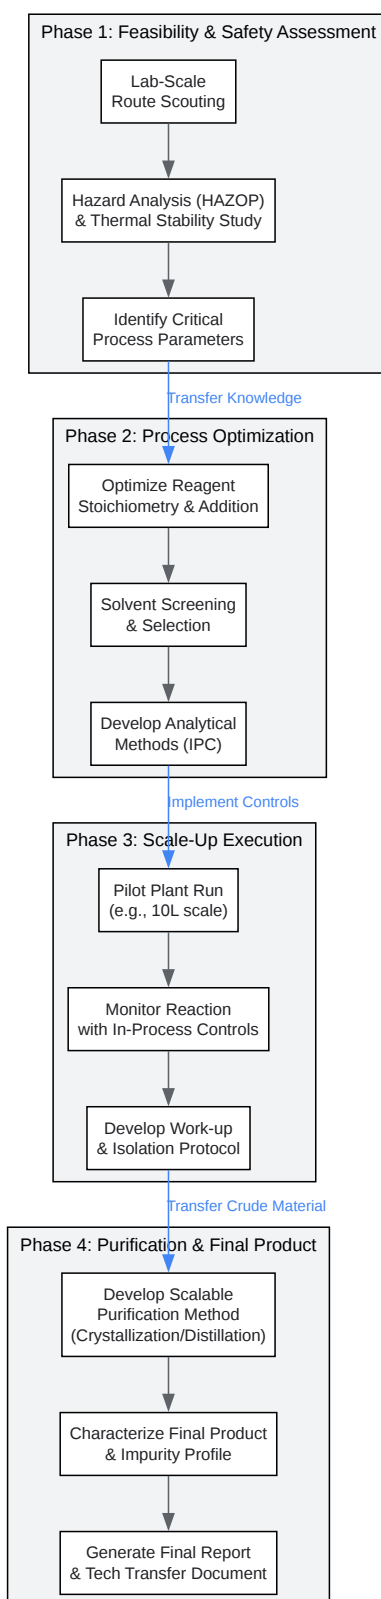 Phase 1: Feasibility & Safety Assessment
Lab-Scale
Route Scouting
Hazard Analysis (HAZOP)
& Thermal Stability Study
Identify Critical
Process Parameters
Transfer Knowledge
Phase 2: Process Optimization
Optimize Reagent
Stoichiometry & Addition
Solvent Screening
& Selection
Develop Analytical
Methods (IPC)
Implement Controls
Phase 3: Scale-Up Execution
Pilot Plant Run
(e.g., 10L scale)
Monitor Reaction
with In-Process Controls
Develop Work-up
& Isolation Protocol
Transfer Crude Material
Phase 4: Purification & Final Product
Develop Scalable
Purification Method
(Crystallization/Distillation)
Characterize Final Product
& Impurity Profile
Generate Final Report
& Tech Transfer Document